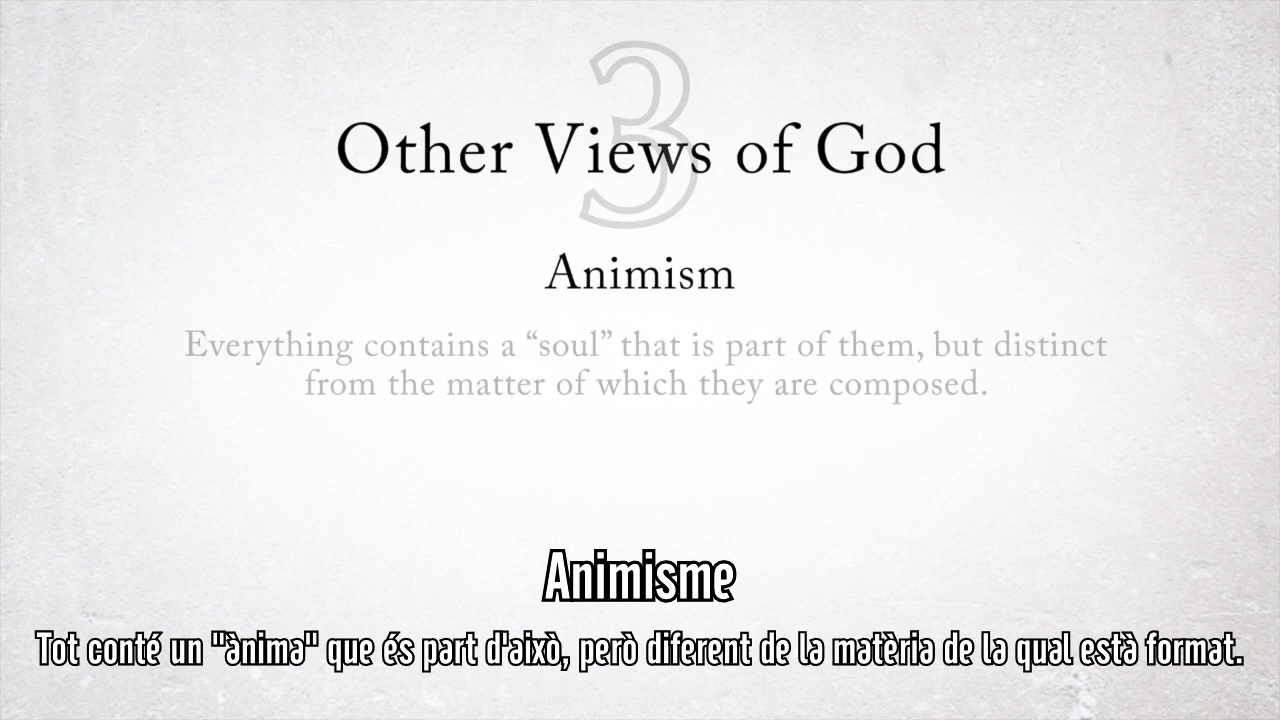 3
Other Views of God
Animism
Everything contains a “soul” that is part of them, but distinct
from the matter of which they are composed.
Animisme
Tot conté un "ànima" que és part d'això, però diferent de la matèria de la qual està format.